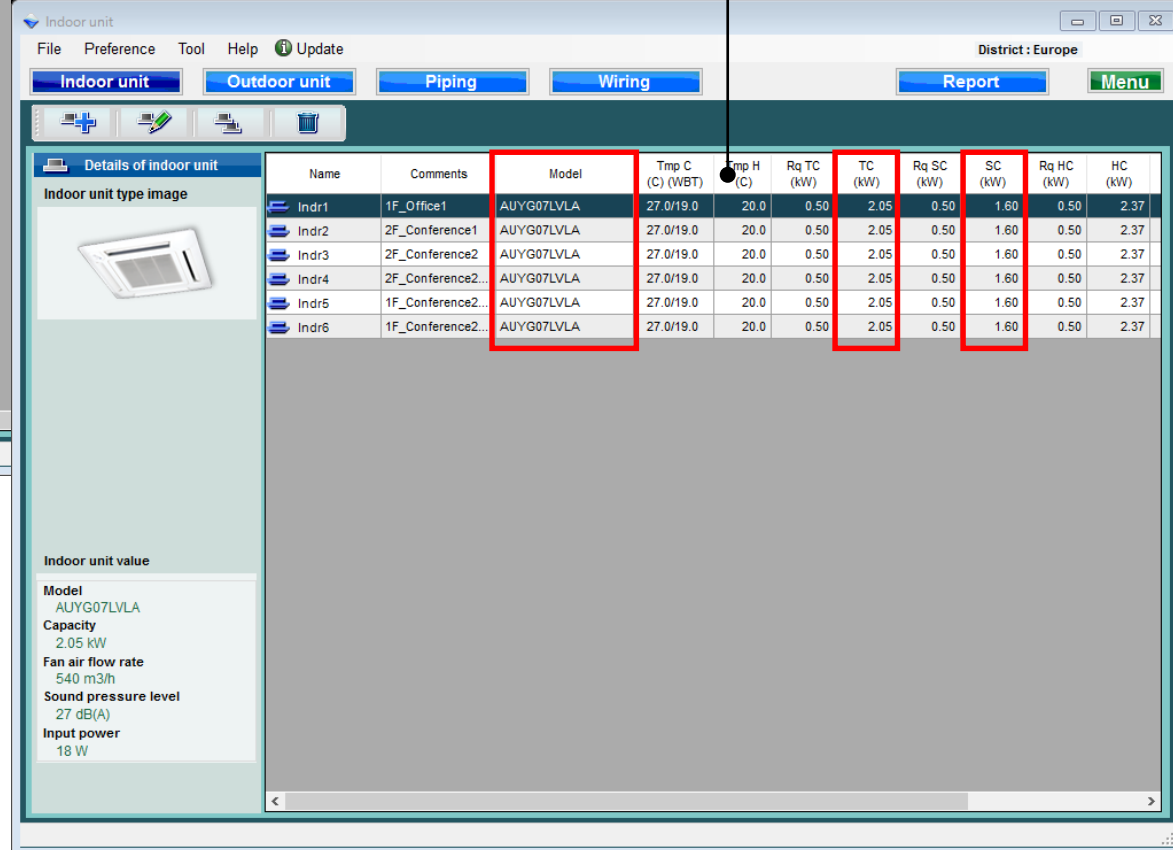 Indoor unit
File Preference Tool Help Update District : Europe
Indoor unit Outdoor unit Piping Wiring Report Menu
Details of indoor unit
Indoor unit type image
Name Comments Model Tmp C (C) (WBT) Tmp H (C) Rq TC (kW) TC (kW) Rq SC (kW) SC (kW) Rq HC (kW) HC (kW)
Indr1 1F_Office1 AUYG07LVLA 27.0/19.0 20.0 0.50 2.05 0.50 1.60 0.50 2.37
Indr2 2F_Conference1 AUYG07LVLA 27.0/19.0 20.0 0.50 2.05 0.50 1.60 0.50 2.37
Indr3 2F_Conference2 AUYG07LVLA 27.0/19.0 20.0 0.50 2.05 0.50 1.60 0.50 2.37
Indr4 2F_Conference2... AUYG07LVLA 27.0/19.0 20.0 0.50 2.05 0.50 1.60 0.50 2.37
Indr5 1F_Conference2... AUYG07LVLA 27.0/19.0 20.0 0.50 2.05 0.50 1.60 0.50 2.37
Indr6 1F_Conference2... AUYG07LVLA 27.0/19.0 20.0 0.50 2.05 0.50 1.60 0.50 2.37
Indoor unit value
Model
AUYG07LVLA
Capacity
2.05 kW
Fan air flow rate
540 m3/h
Sound pressure level
27 dB(A)
Input power
18 W